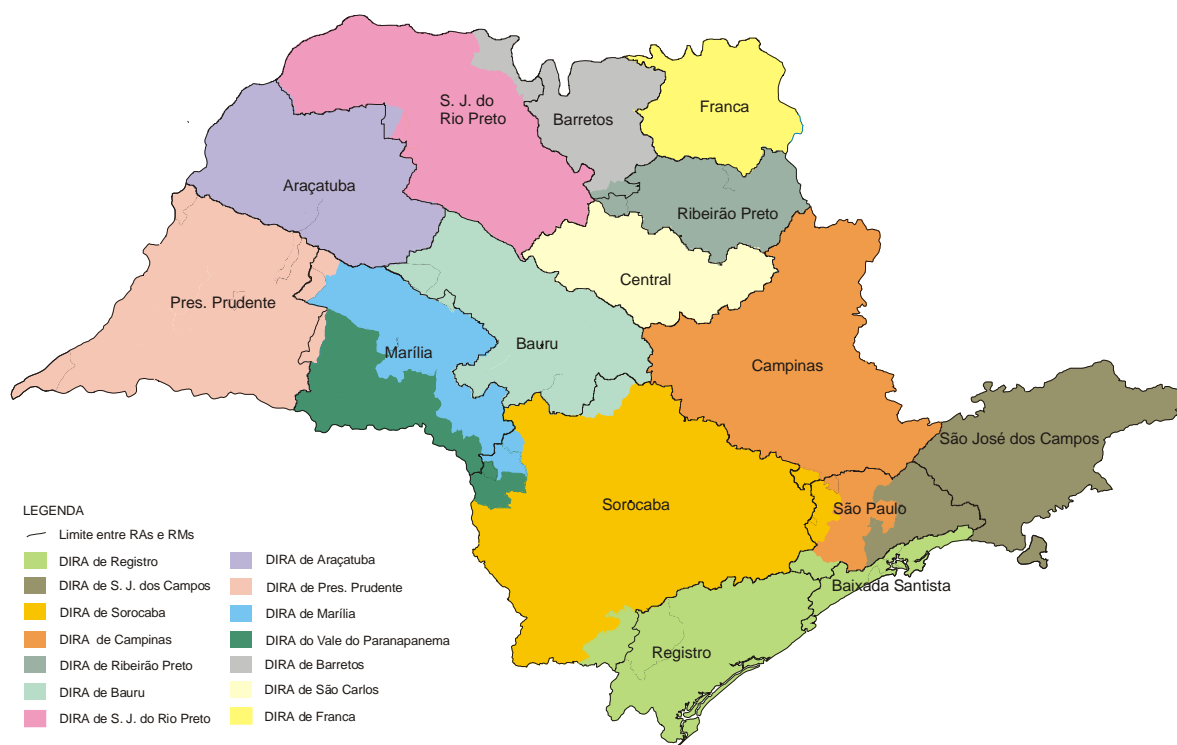 S. J. do
Rio Preto
Barretos
Franca
Araçatuba
Ribeirão Preto
Central
Pres. Prudente
Marília
Bauru
Campinas
São José dos Campos
Sorocaba
São Paulo
Baixada Santista
Registro
LEGENDA
Limite entre RAs e RMs
DIRA de Registro
DIRA de S. J. dos Campos
DIRA de Sorocaba
DIRA de Campinas
DIRA de Ribeirão Preto
DIRA de Bauru
DIRA de S. J. do Rio Preto
DIRA de Araçatuba
DIRA de Pres. Prudente
DIRA de Marília
DIRA do Vale do Paranapanema
DIRA de Barretos
DIRA de São Carlos
DIRA de Franca